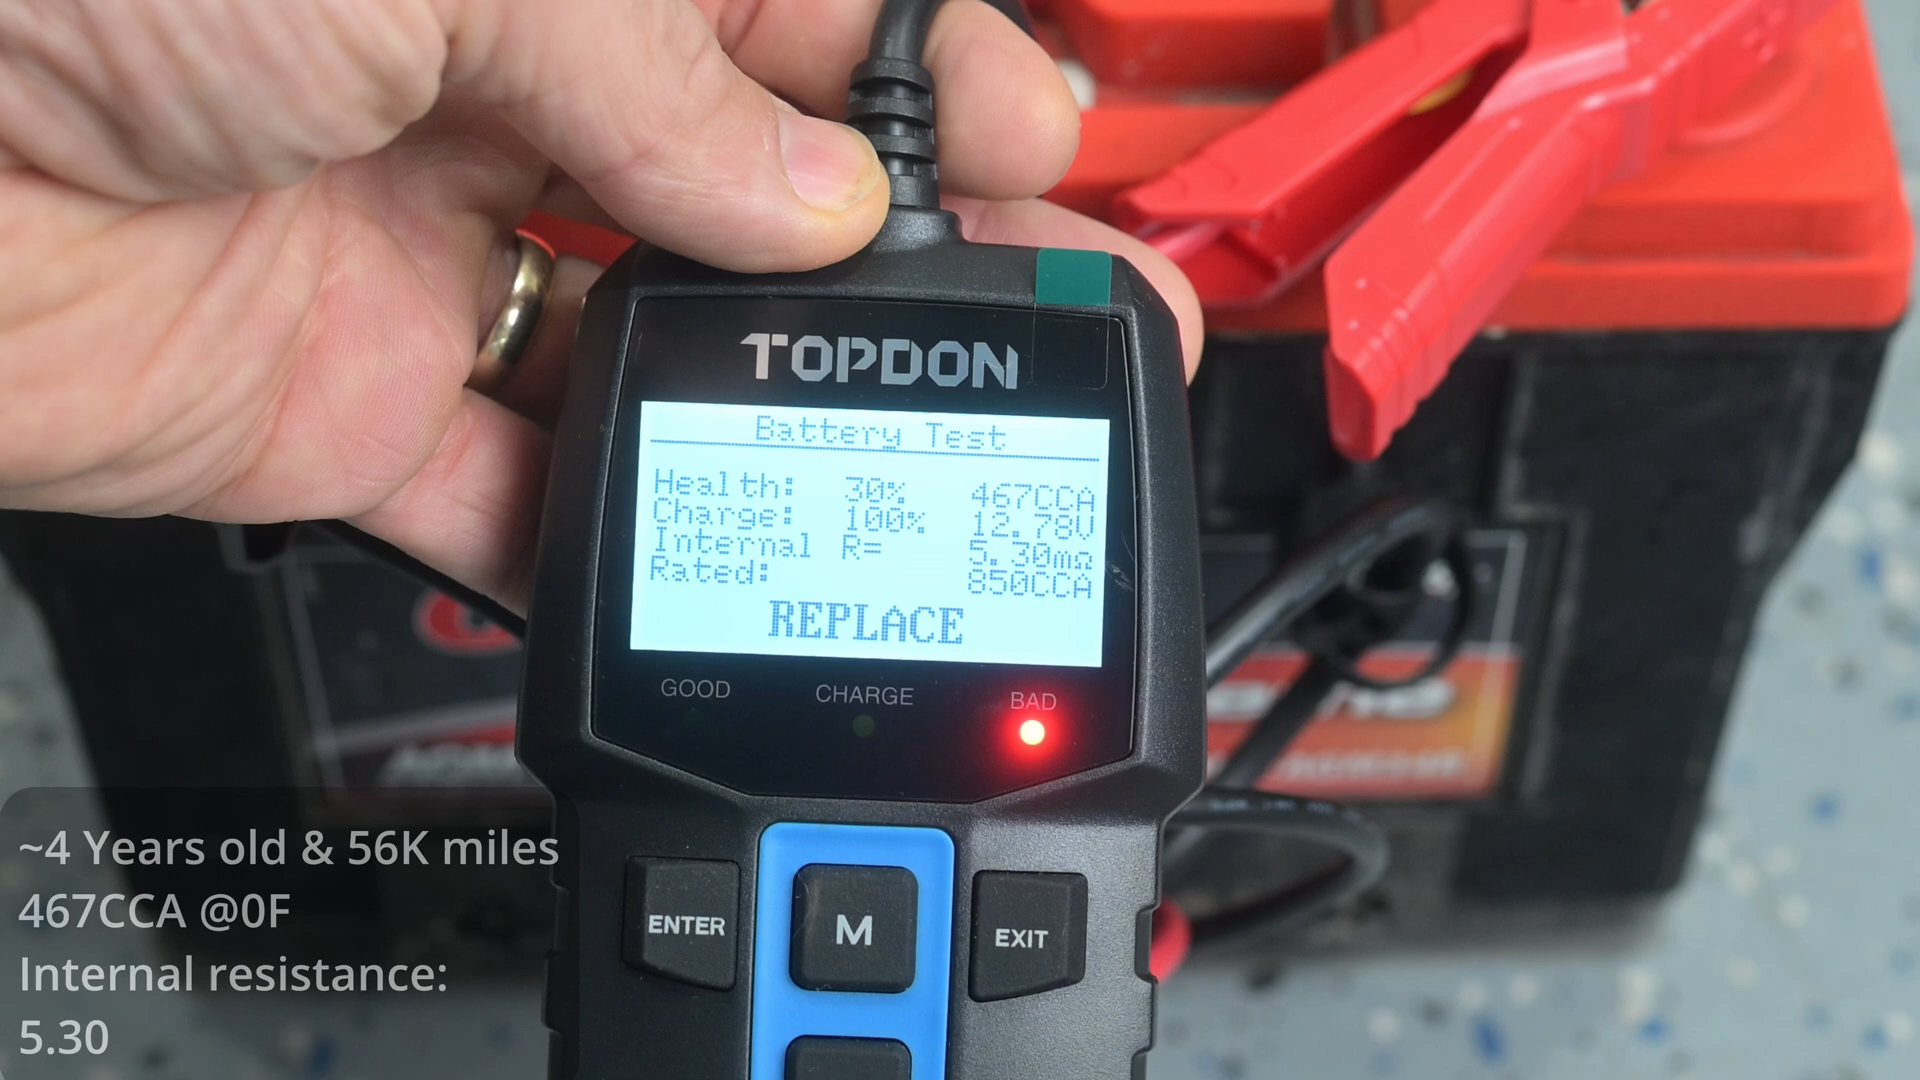 TOPDON
Battery Test
Health: 30% 467CCA
Charge: 100% 12.78V
Internal R= 5.30mΩ
Rated: 850CCA
REPLACE
GOOD CHARGE BAD
ENTER M EXIT
~4 Years old & 56K miles
467CCA @0F
Internal resistance:
5.30